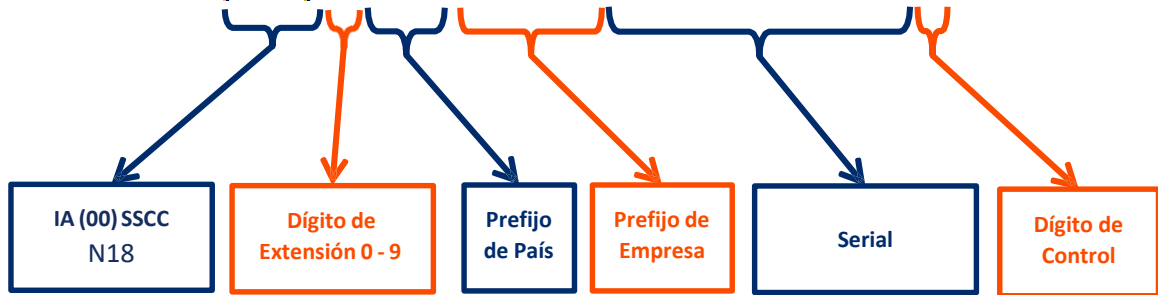 IA (00) SSCC
N18
Dígito de
Extensión 0 - 9
Prefijo
de País
Prefijo de
Empresa
Serial
Dígito de
Control